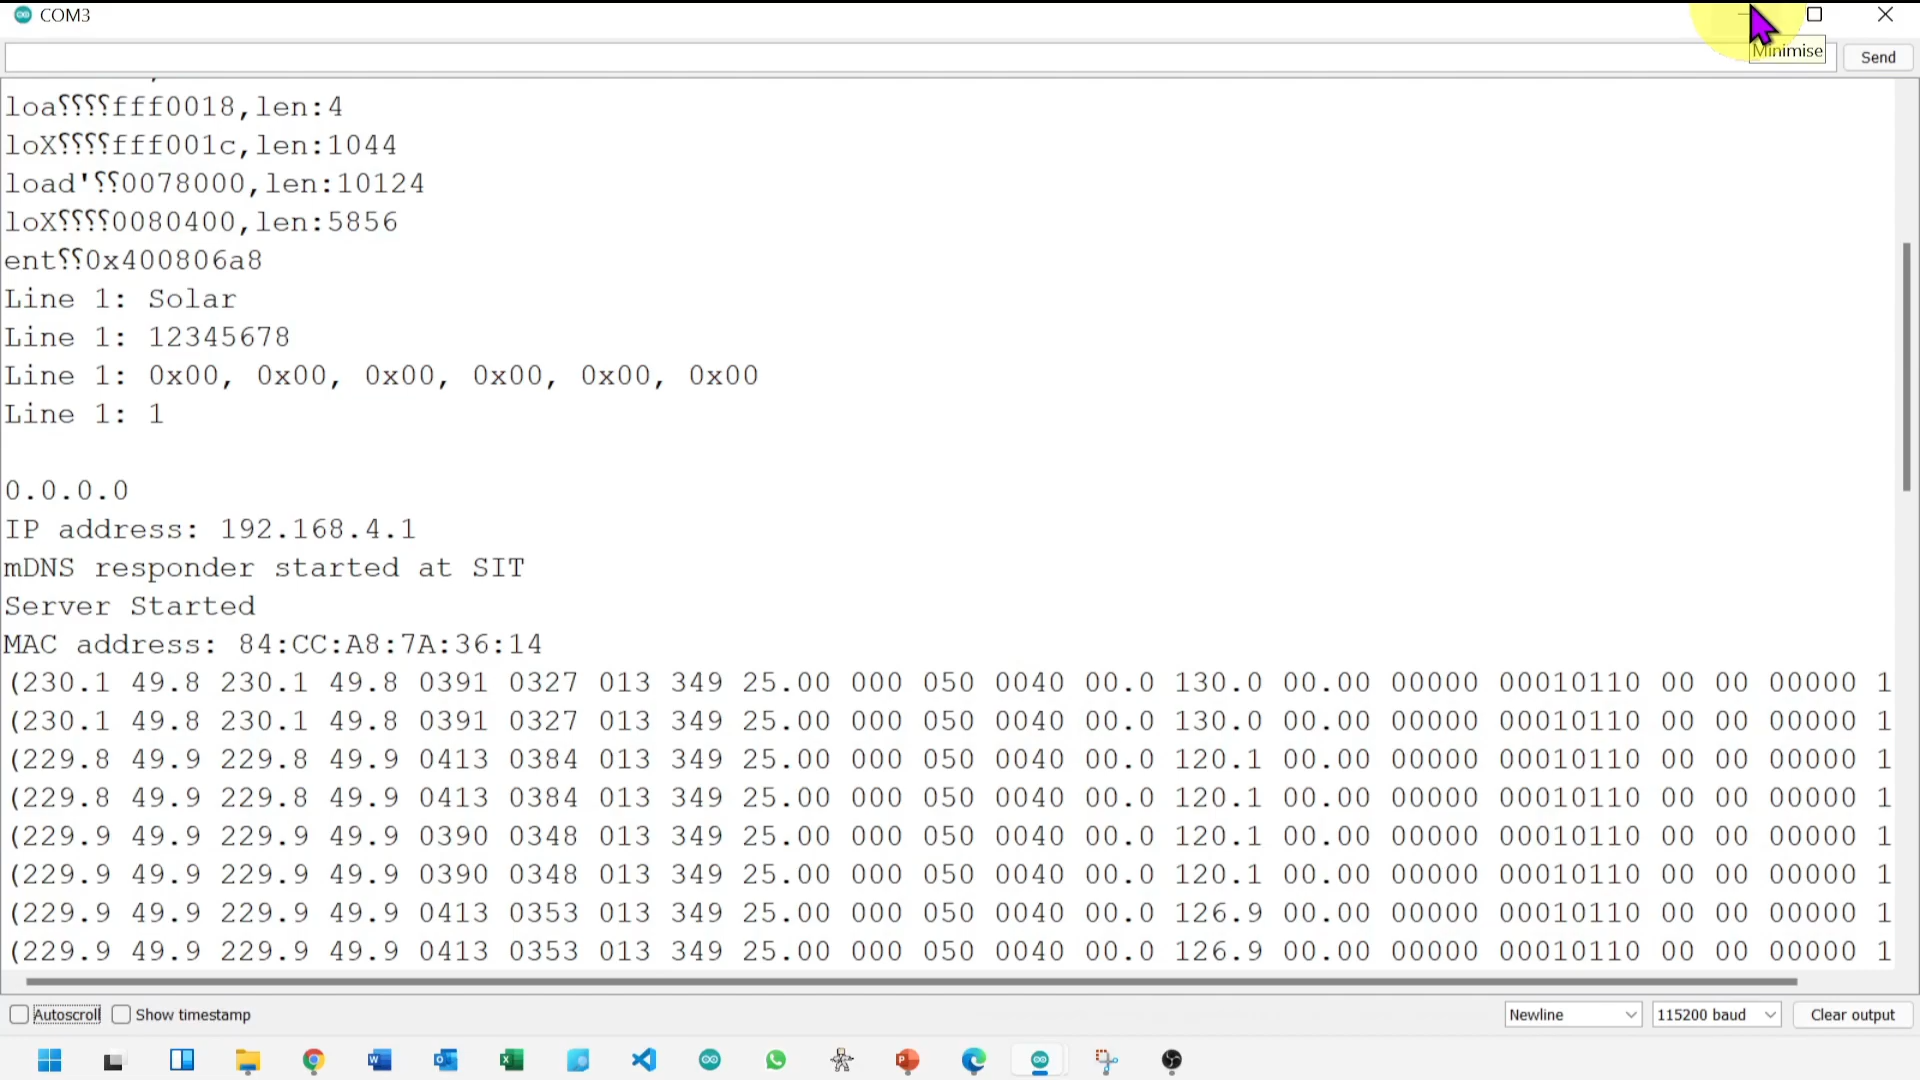 COM3
Minimise
Send
loa⸮⸮⸮⸮fff0018,len:4
loX⸮⸮⸮⸮fff001c,len:1044
load'⸮⸮0078000,len:10124
loX⸮⸮⸮⸮0080400,len:5856
ent⸮⸮0x400806a8
Line 1: Solar
Line 1: 12345678
Line 1: 0x00, 0x00, 0x00, 0x00, 0x00, 0x00
Line 1: 1
0.0.0.0
IP address: 192.168.4.1
mDNS responder started at SIT
Server Started
MAC address: 84:CC:A8:7A:36:14
(230.1 49.8 230.1 49.8 0391 0327 013 349 25.00 000 050 0040 00.0 130.0 00.00 00000 00010110 00 00 00000 1
(230.1 49.8 230.1 49.8 0391 0327 013 349 25.00 000 050 0040 00.0 130.0 00.00 00000 00010110 00 00 00000 1
(229.8 49.9 229.8 49.9 0413 0384 013 349 25.00 000 050 0040 00.0 120.1 00.00 00000 00010110 00 00 00000 1
(229.8 49.9 229.8 49.9 0413 0384 013 349 25.00 000 050 0040 00.0 120.1 00.00 00000 00010110 00 00 00000 1
(229.9 49.9 229.9 49.9 0390 0348 013 349 25.00 000 050 0040 00.0 120.1 00.00 00000 00010110 00 00 00000 1
(229.9 49.9 229.9 49.9 0390 0348 013 349 25.00 000 050 0040 00.0 120.1 00.00 00000 00010110 00 00 00000 1
(229.9 49.9 229.9 49.9 0413 0353 013 349 25.00 000 050 0040 00.0 126.9 00.00 00000 00010110 00 00 00000 1
(229.9 49.9 229.9 49.9 0413 0353 013 349 25.00 000 050 0040 00.0 126.9 00.00 00000 00010110 00 00 00000 1
Autoscroll Show timestamp Newline 115200 baud Clear output